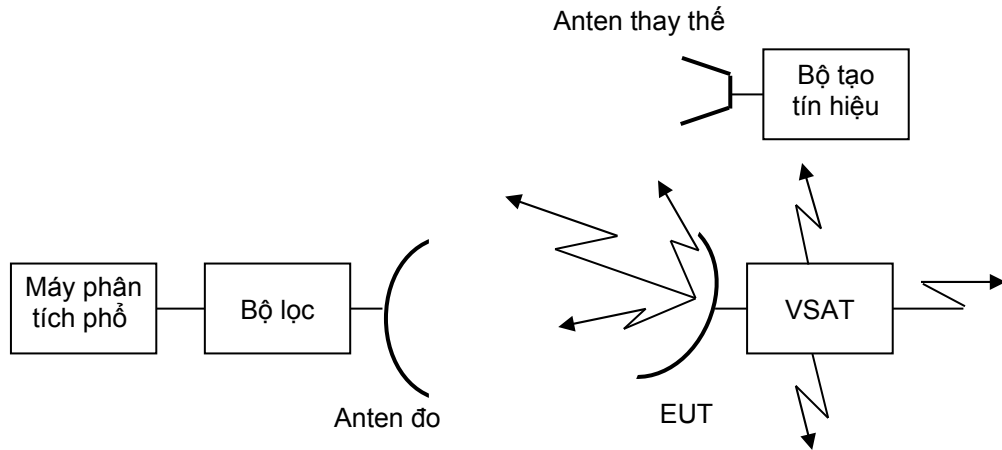 Anten thay thế
Bộ tạo
tín hiệu
Máy phân
tích phổ
Bộ lọc
VSAT
Anten đo
EUT